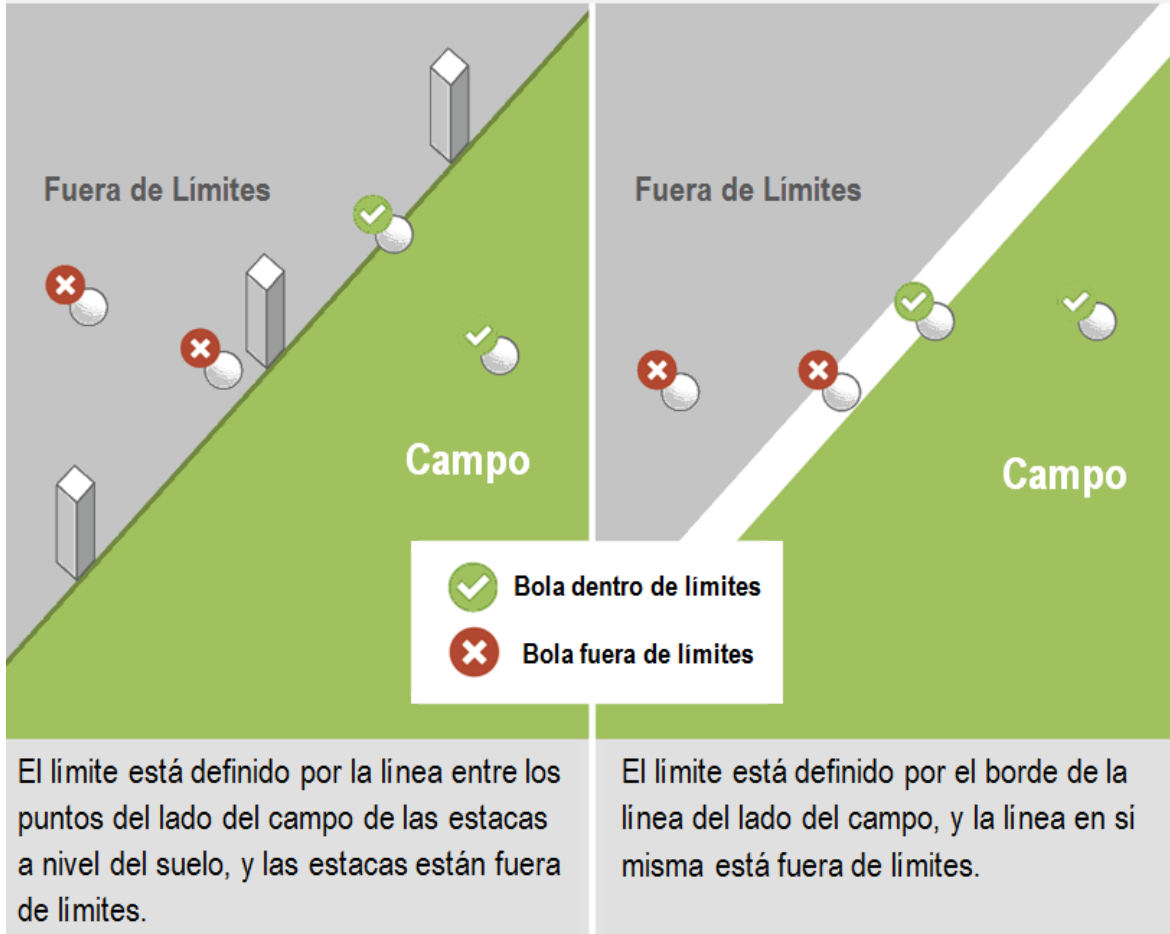 Fuera de Límites
Campo
El límite está definido por la línea entre los
puntos del lado del campo de las estacas
a nivel del suelo, y las estacas están fuera
de límites.
Fuera de Límites
Campo
El límite está definido por el borde de la
línea del lado del campo, y la línea en sí
misma está fuera de límites.
Bola dentro de límites
Bola fuera de límites